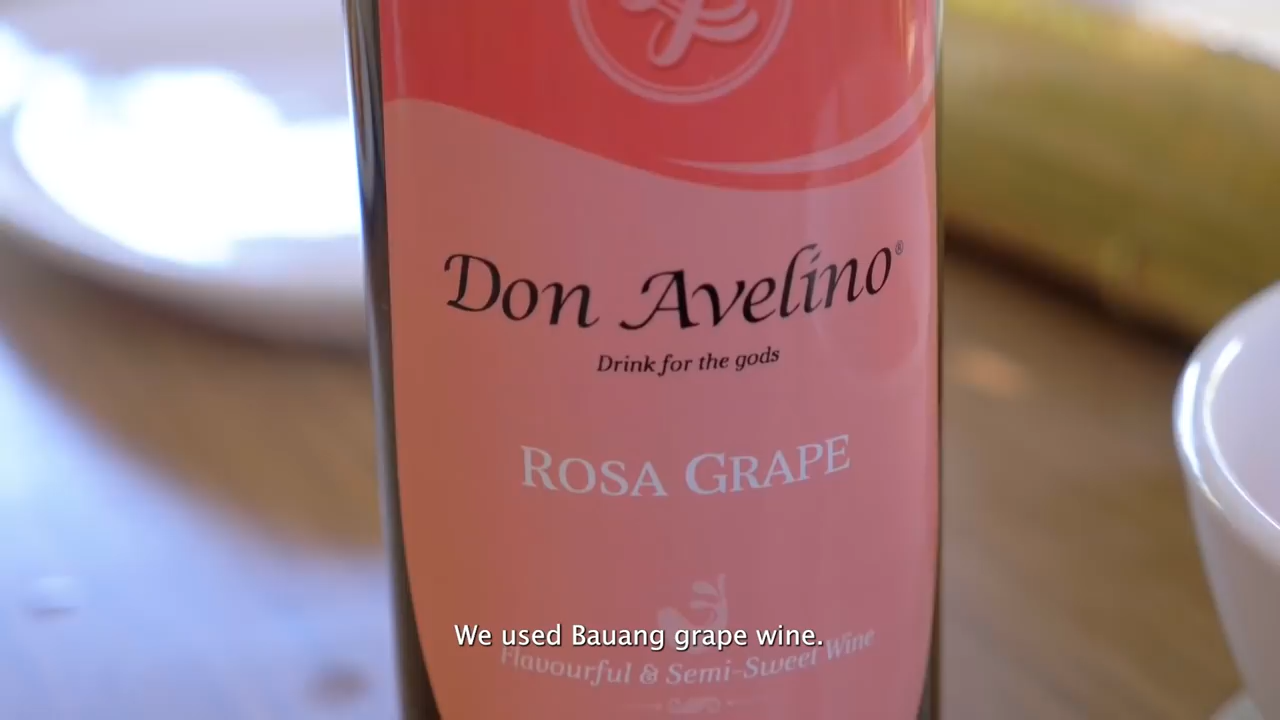 Don Avelino®
Drink for the gods
ROSA GRAPE
We used Bauang grape wine.
Flavourful & Semi-Sweet Wine